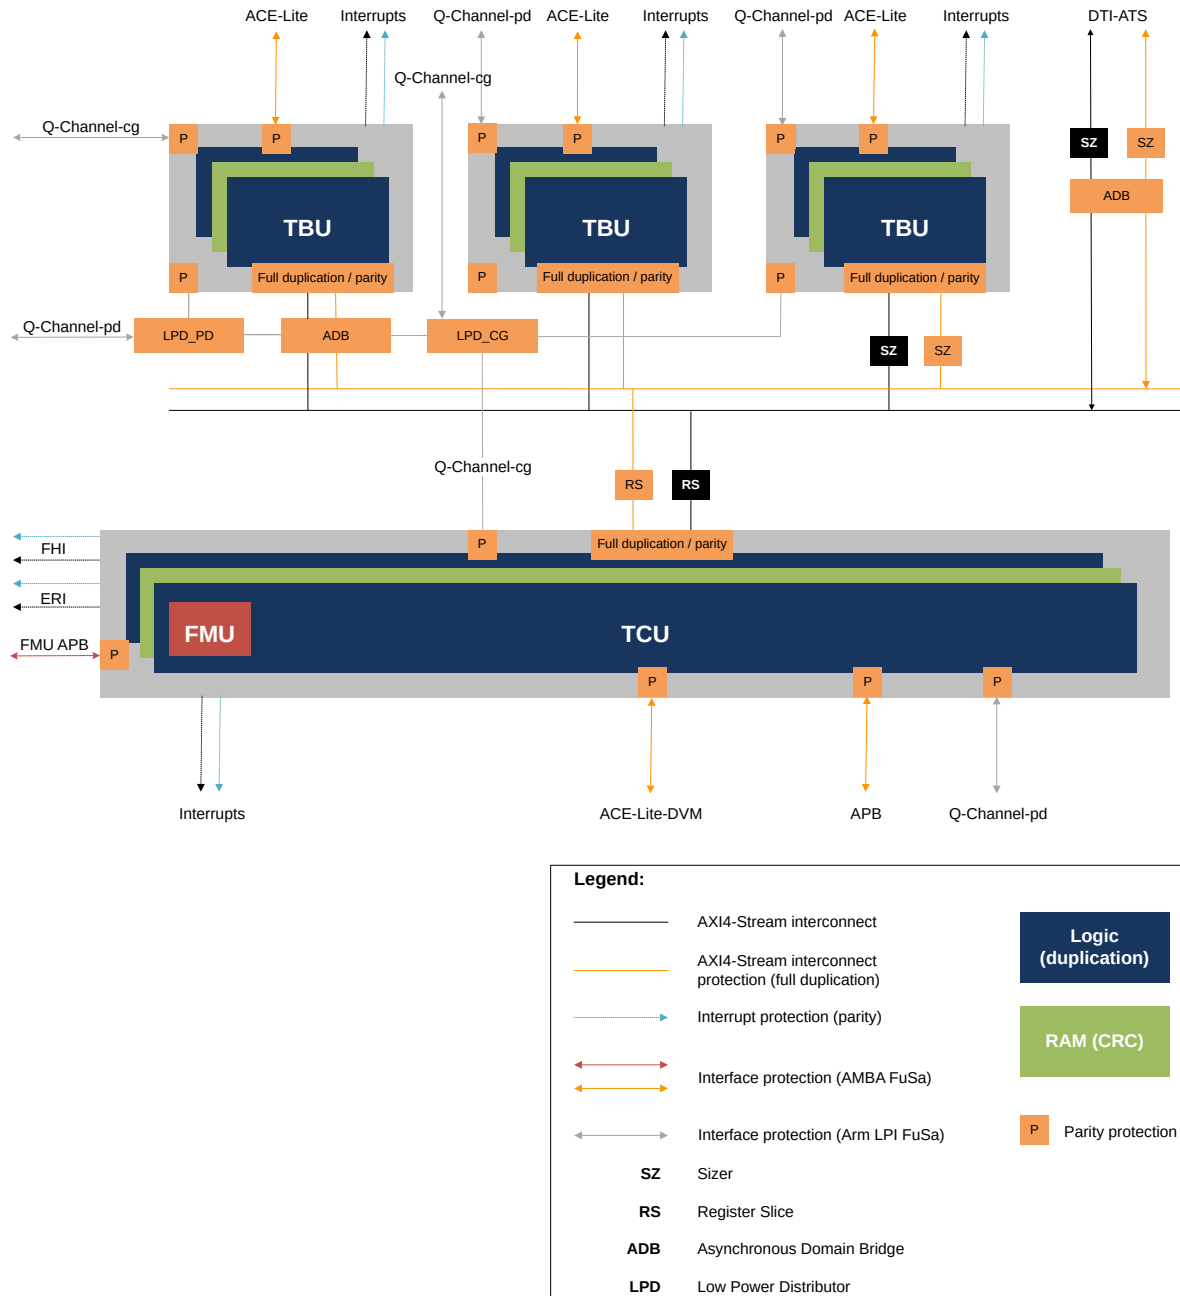 ACE-Lite
Interrupts
Q-Channel-pd
ACE-Lite
Interrupts
Q-Channel-pd
ACE-Lite
Interrupts
DTI-ATS
Q-Channel-cg
Q-Channel-cg
P
P
P
P
P
P
SZ
SZ
ADB
TBU
TBU
TBU
P
Full duplication / parity
P
Full duplication / parity
P
Full duplication / parity
Q-Channel-pd
LPD_PD
ADB
LPD_CG
SZ
SZ
Q-Channel-cg
RS
RS
P
Full duplication / parity
FHI
ERI
FMU APB
P
FMU
TCU
P
P
P
Interrupts
ACE-Lite-DVM
APB
Q-Channel-pd
Legend:
AXI4-Stream interconnect
AXI4-Stream interconnect
protection (full duplication)
Interrupt protection (parity)
Interface protection (AMBA FuSa)
Interface protection (Arm LPI FuSa)
SZ Sizer
RS Register Slice
ADB Asynchronous Domain Bridge
LPD Low Power Distributor
Logic
(duplication)
RAM (CRC)
P Parity protection